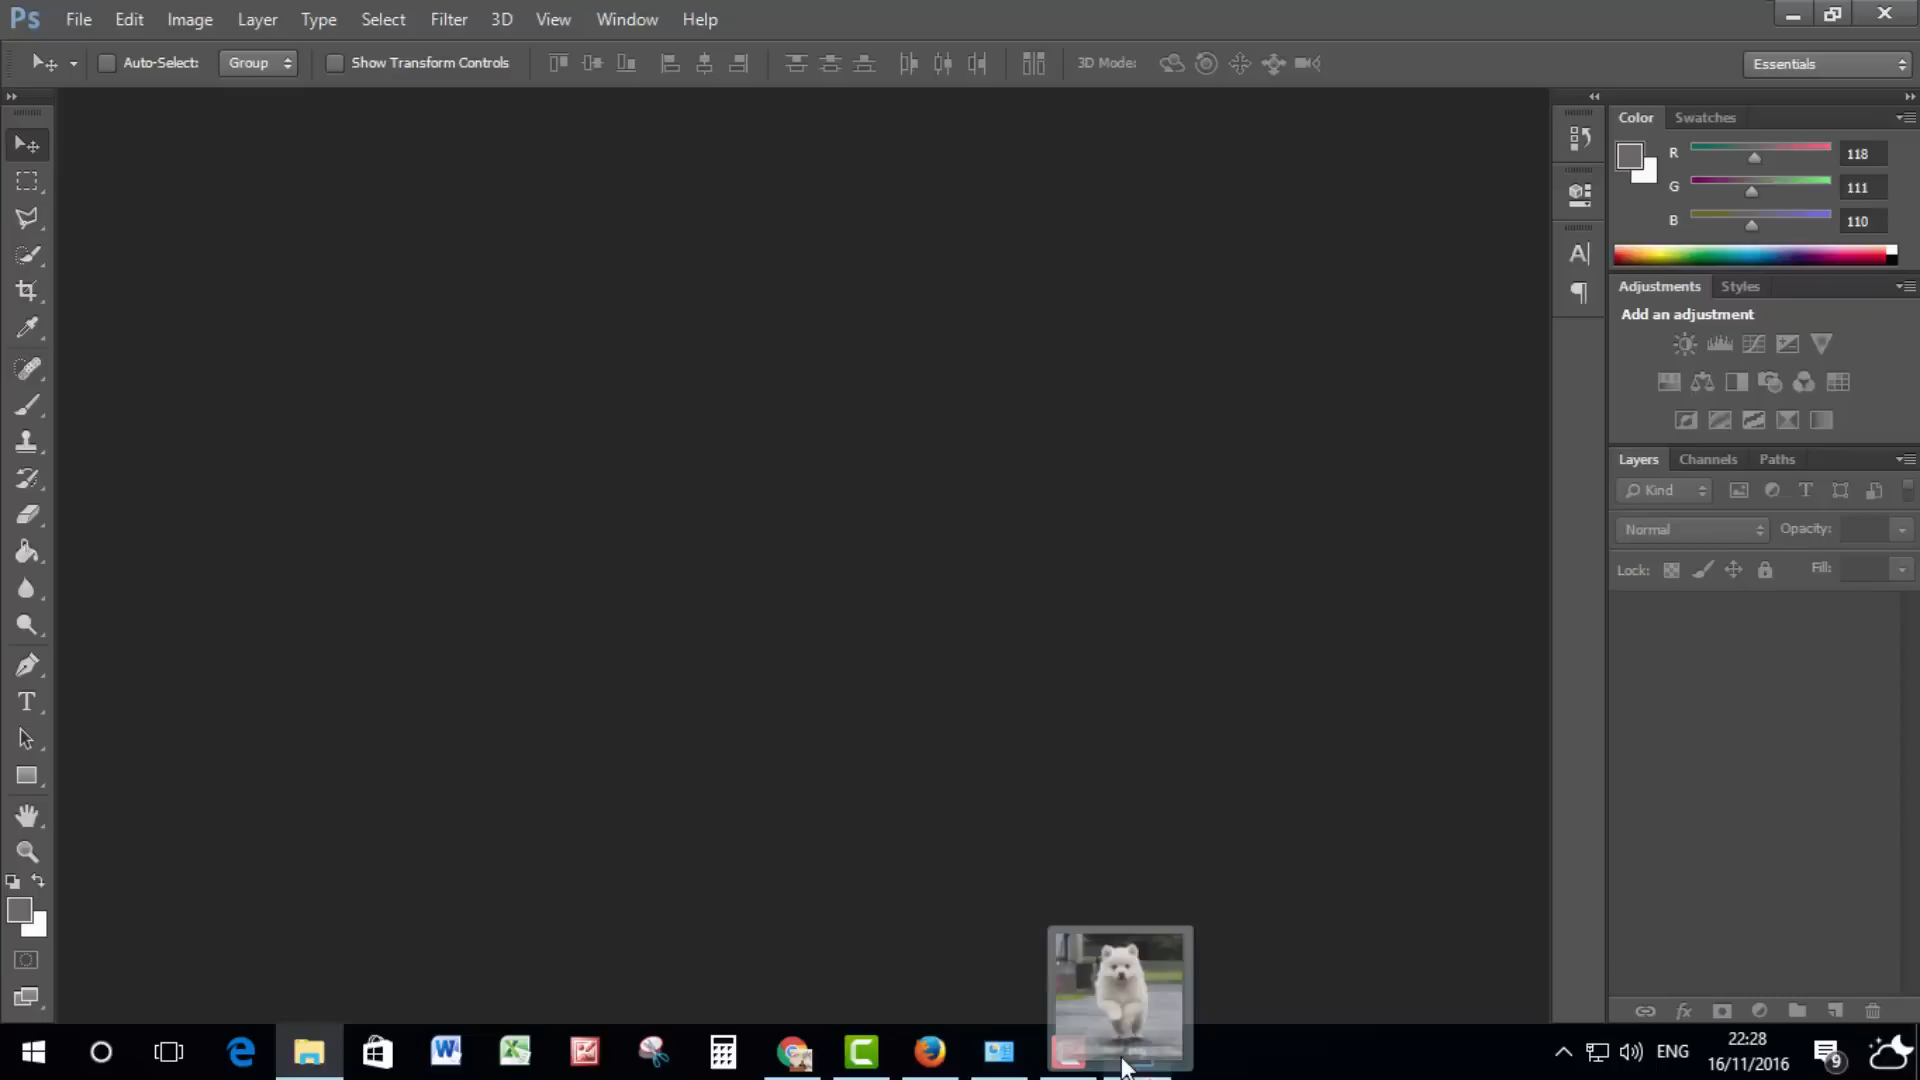 Ps File Edit Image Layer Type Select Filter 3D View Window Help
Auto-Select: Group Show Transform Controls 3D Mode: Essentials
Color Swatches
R 118
G 111
B 110
Adjustments Styles
Add an adjustment
Layers Channels Paths
Kind
Normal Opacity:
Lock: Fill:
ENG
22:28
16/11/2016
9